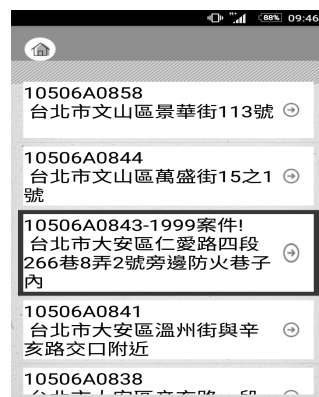 88% 09:46
10506A0858
台北市文山區景華街113號
10506A0844
台北市文山區萬盛街15之1
號
10506A0843-1999案件!
台北市大安區仁愛路四段
266巷8弄2號旁邊防火巷子
內
10506A0841
台北市大安區溫州街與辛
亥路交口附近
10506A0838